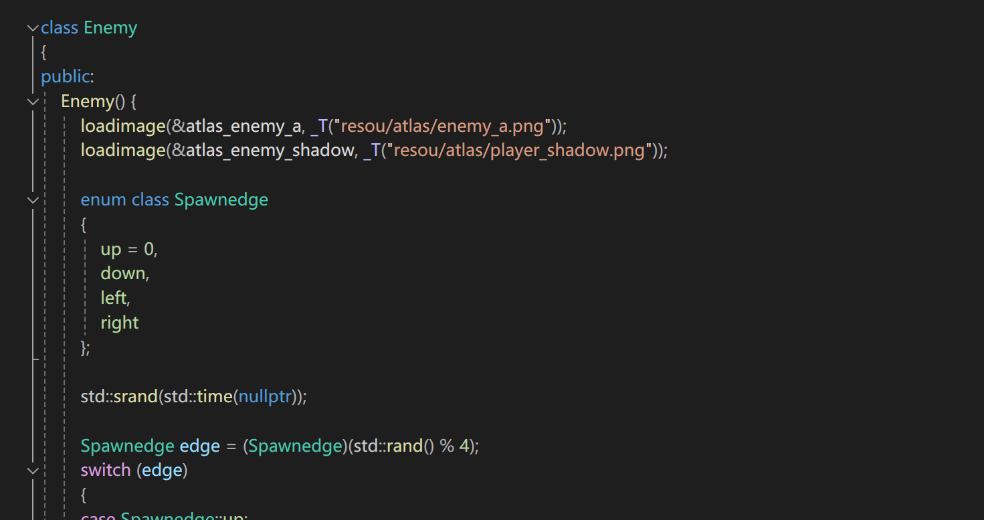 class Enemy
{
public:
Enemy() {
loadimage(&atlas_enemy_a, _T("resou/atlas/enemy_a.png"));
loadimage(&atlas_enemy_shadow, _T("resou/atlas/player_shadow.png"));
enum class Spawnedge
{
up = 0,
down,
left,
right
};
std::srand(std::time(nullptr));
Spawnedge edge = (Spawnedge)(std::rand() % 4);
switch (edge)
{
case Spawnedge::up: